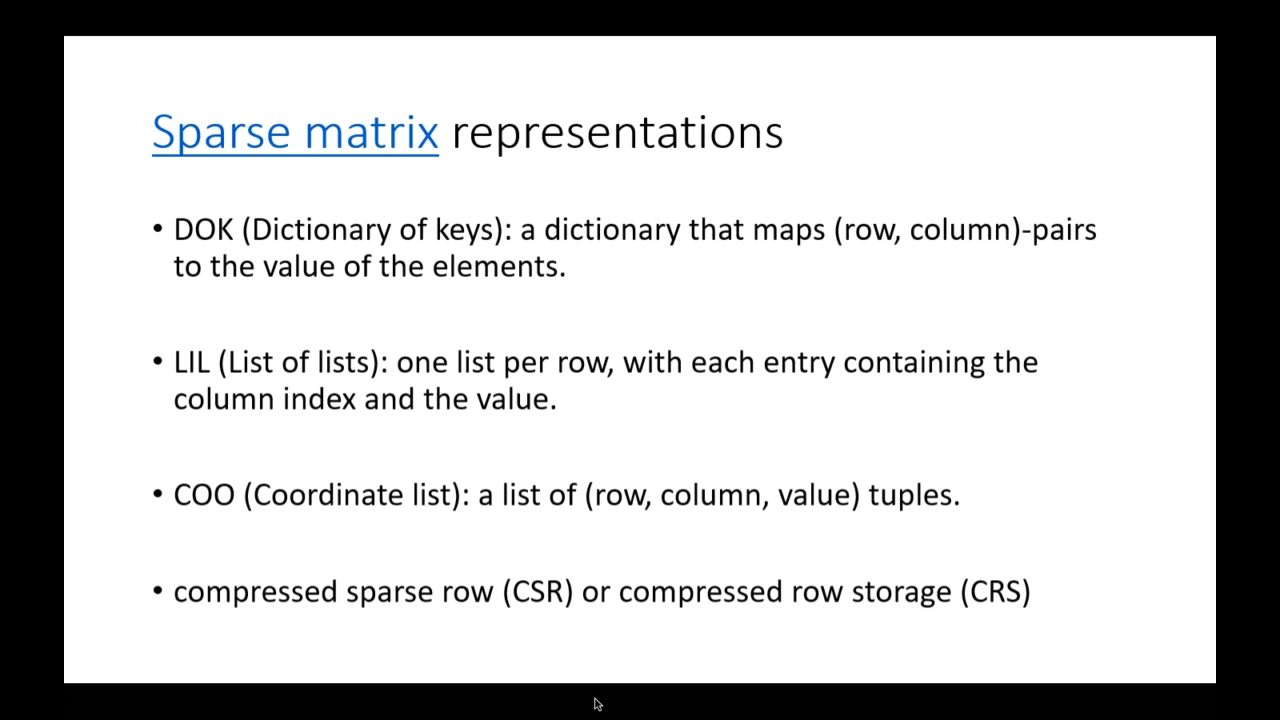 Sparse matrix representations
• DOK (Dictionary of keys): a dictionary that maps (row, column)-pairs
to the value of the elements.
• LIL (List of lists): one list per row, with each entry containing the
column index and the value.
• COO (Coordinate list): a list of (row, column, value) tuples.
• compressed sparse row (CSR) or compressed row storage (CRS)